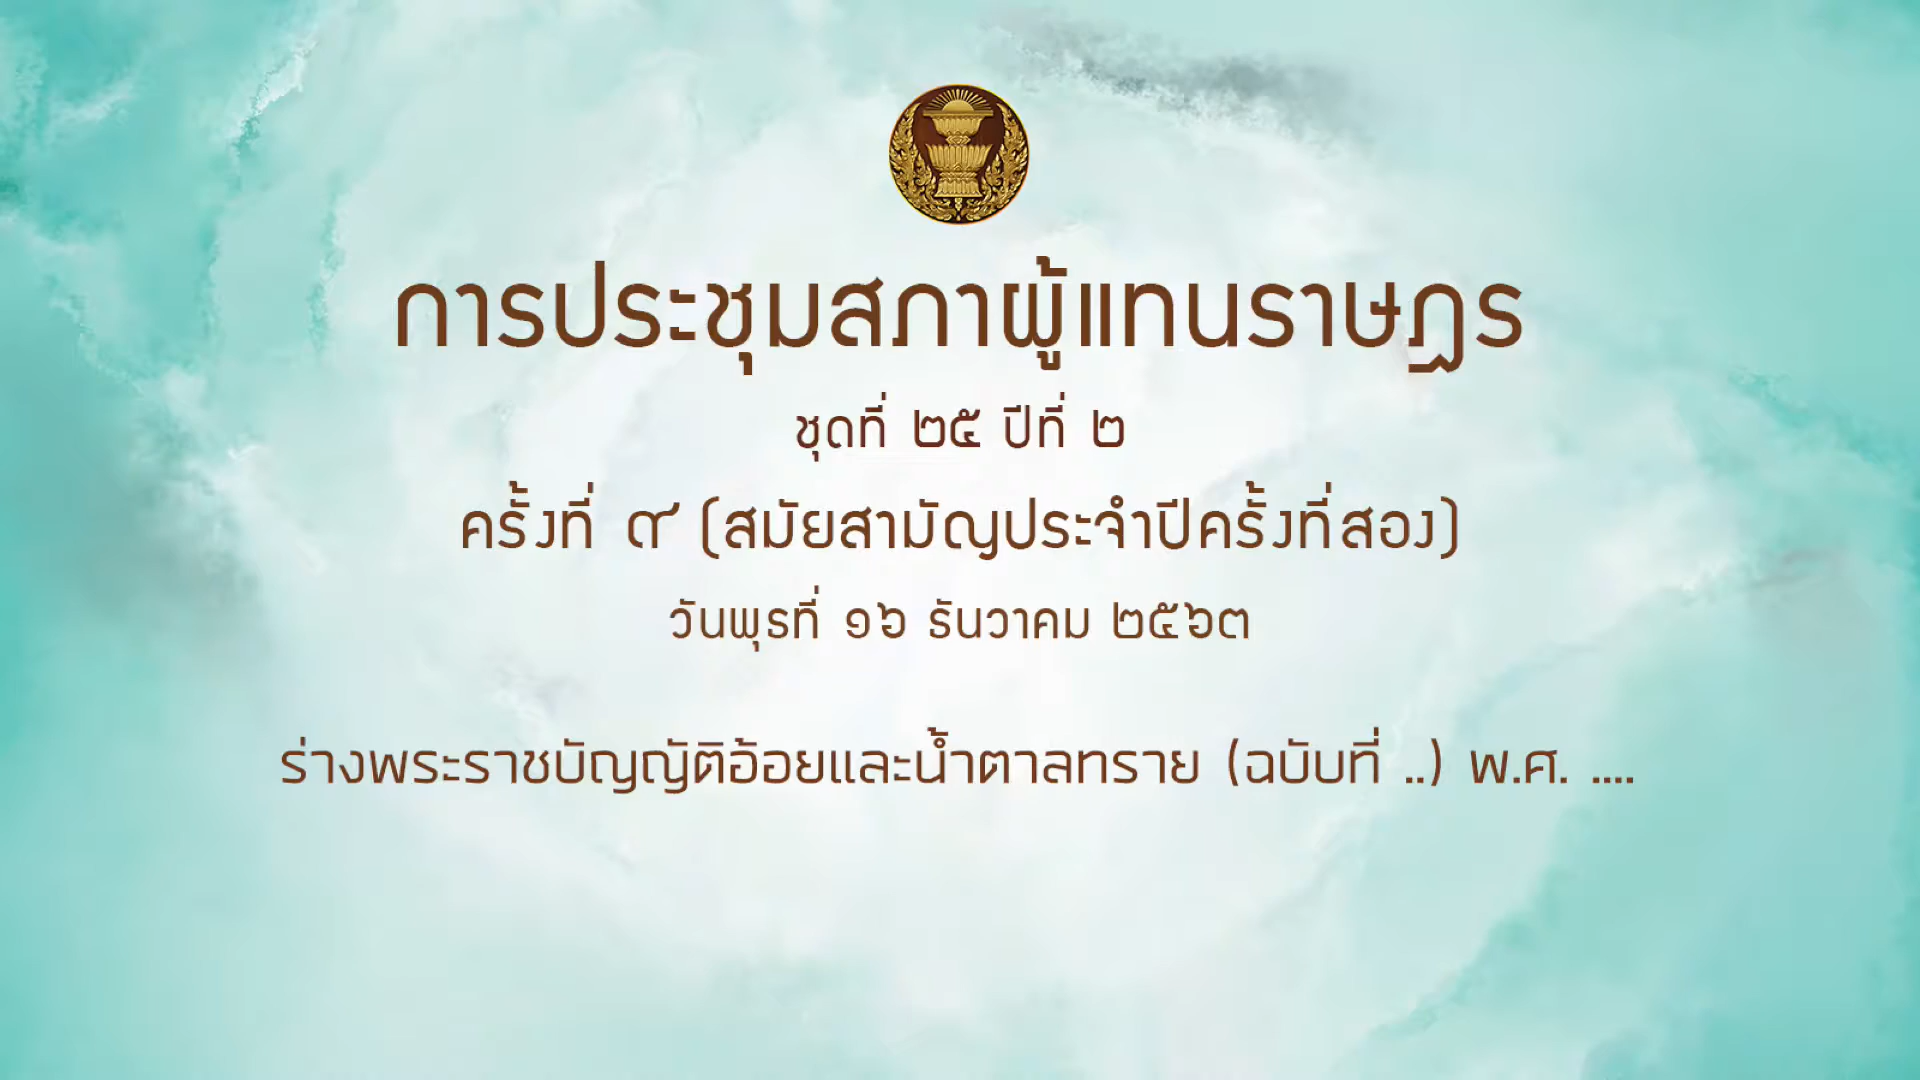 การประชุมสภาผู้แทนราษฎร
ชุดที่ ๒๕ ปีที่ ๒
ครั้งที่ ๙ (สมัยสามัญประจำปีครั้งที่สอง)
วันพุธที่ ๑๖ ธันวาคม ๒๕๖๓
ร่างพระราชบัญญัติอ้อยและน้ำตาลทราย (ฉบับที่ ..) พ.ศ. ....